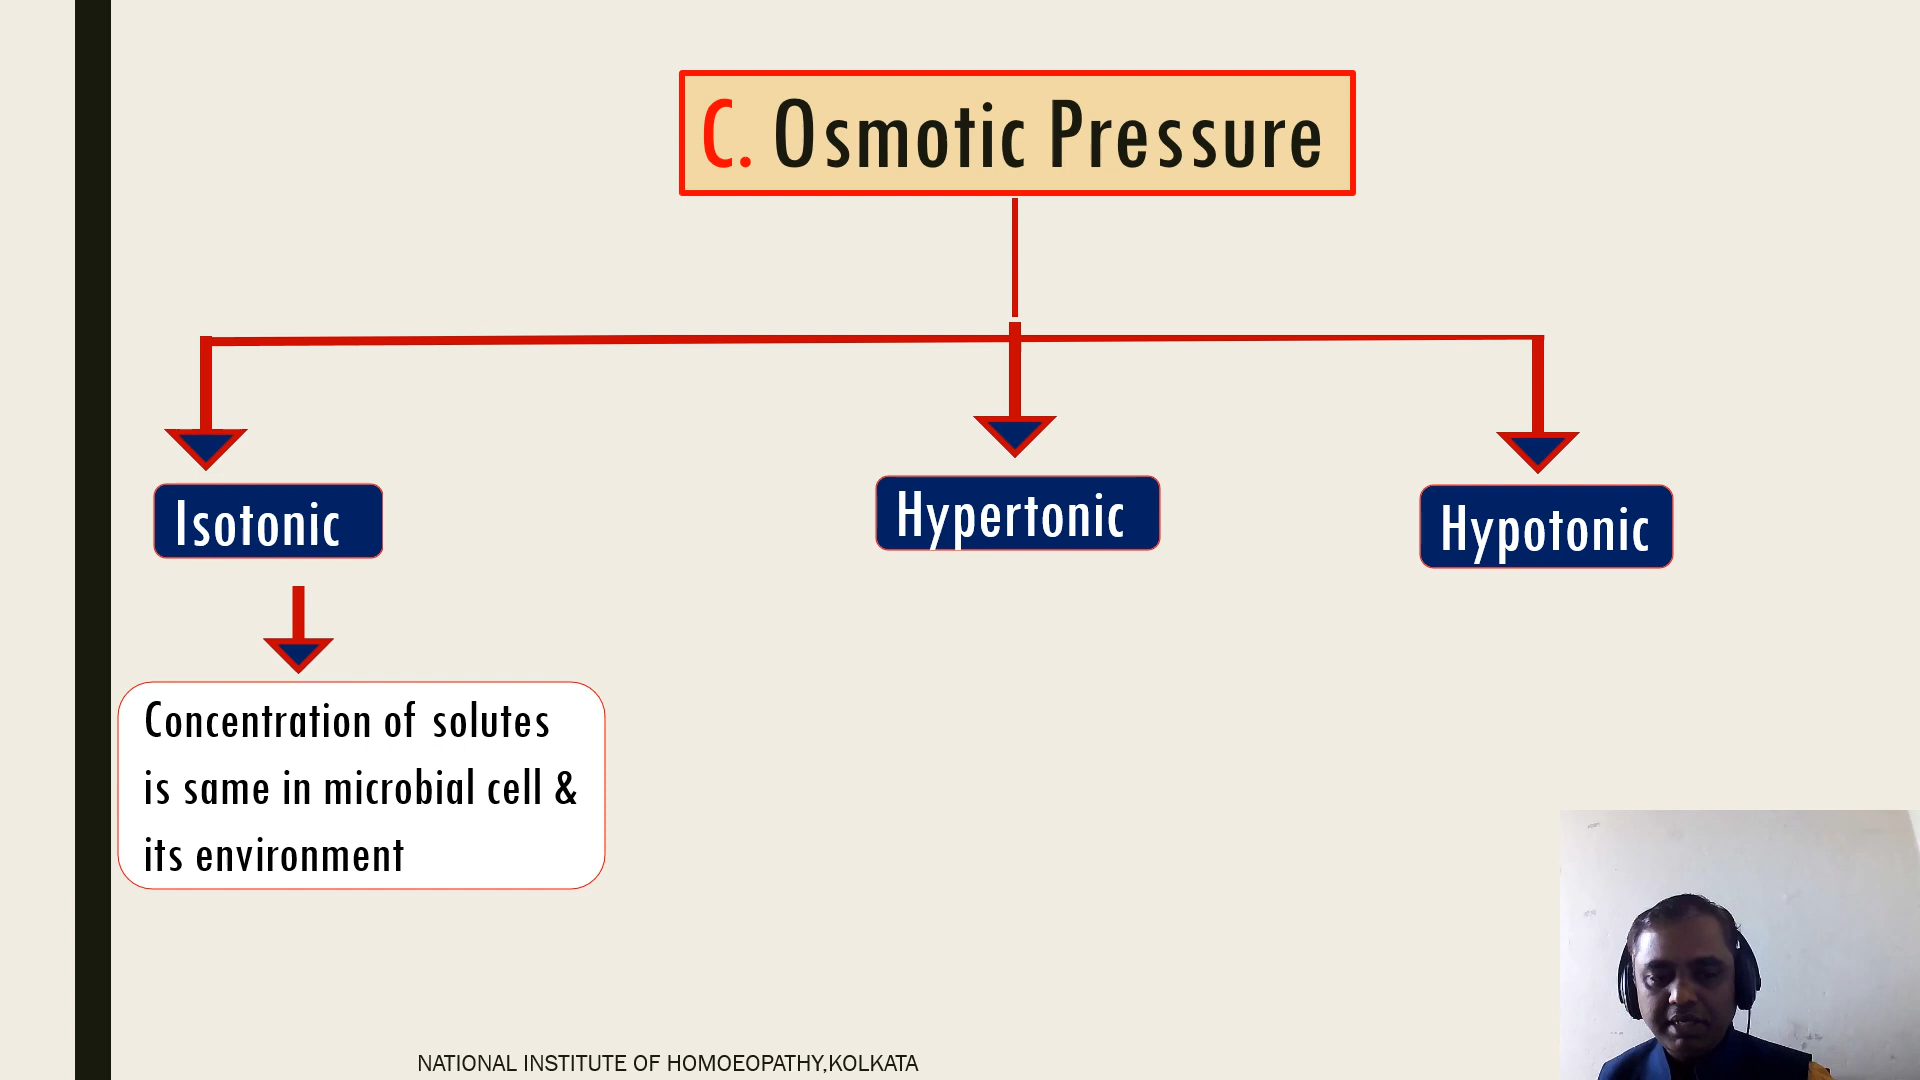 C. Osmotic Pressure
Isotonic
Hypertonic
Hypotonic
Concentration of solutes
is same in microbial cell &
its environment
NATIONAL INSTITUTE OF HOMOEOPATHY,KOLKATA